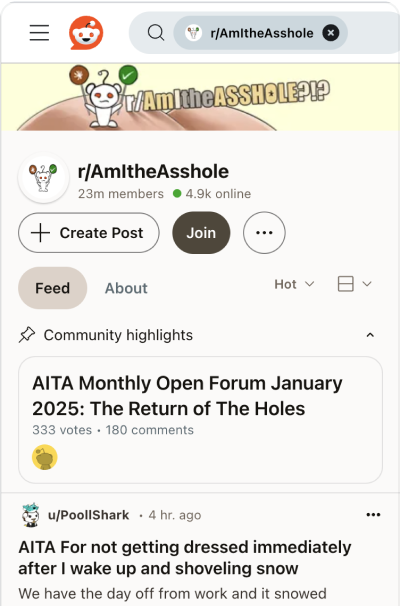 r/AmItheAsshole
r/AmItheASSHOLE?!?
r/AmItheAsshole
23m members 4.9k online
Create Post
Join
Feed
About
Hot
Community highlights
AITA Monthly Open Forum January
2025: The Return of The Holes
333 votes • 180 comments
u/PoollShark • 4 hr. ago
AITA For not getting dressed immediately
after I wake up and shoveling snow
We have the day off from work and it snowed